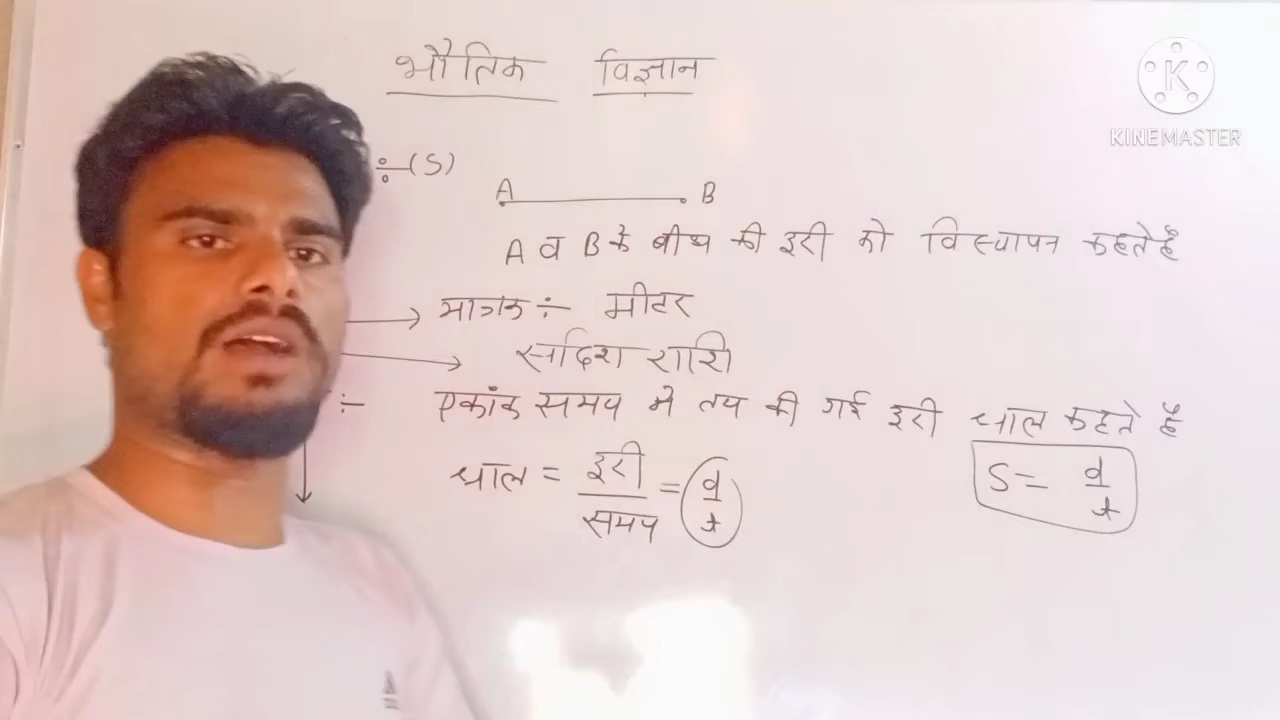 भौतिक विज्ञान
K
KINEMASTER
÷(S)
A B
A व B के बीच की दूरी को विस्थापन कहते है
मात्रक ÷ मीटर
सदिश राशि
÷ एकांक समय मे तय की गई दूरी चाल कहते है
चाल = दूरी/समय = d/t
S = d/t